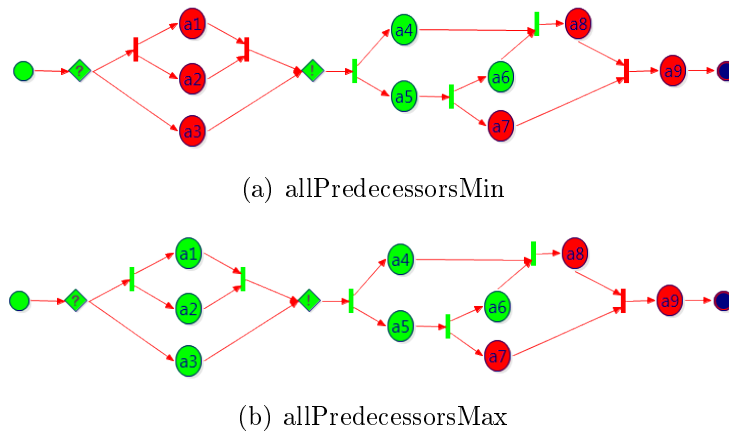 a1
a4
a8
?
a2
!
a5
a6
a9
a3
a7
(a) allPredecessorsMin
a1
a4
a8
?
a2
!
a5
a6
a9
a3
a7
(b) allPredecessorsMax